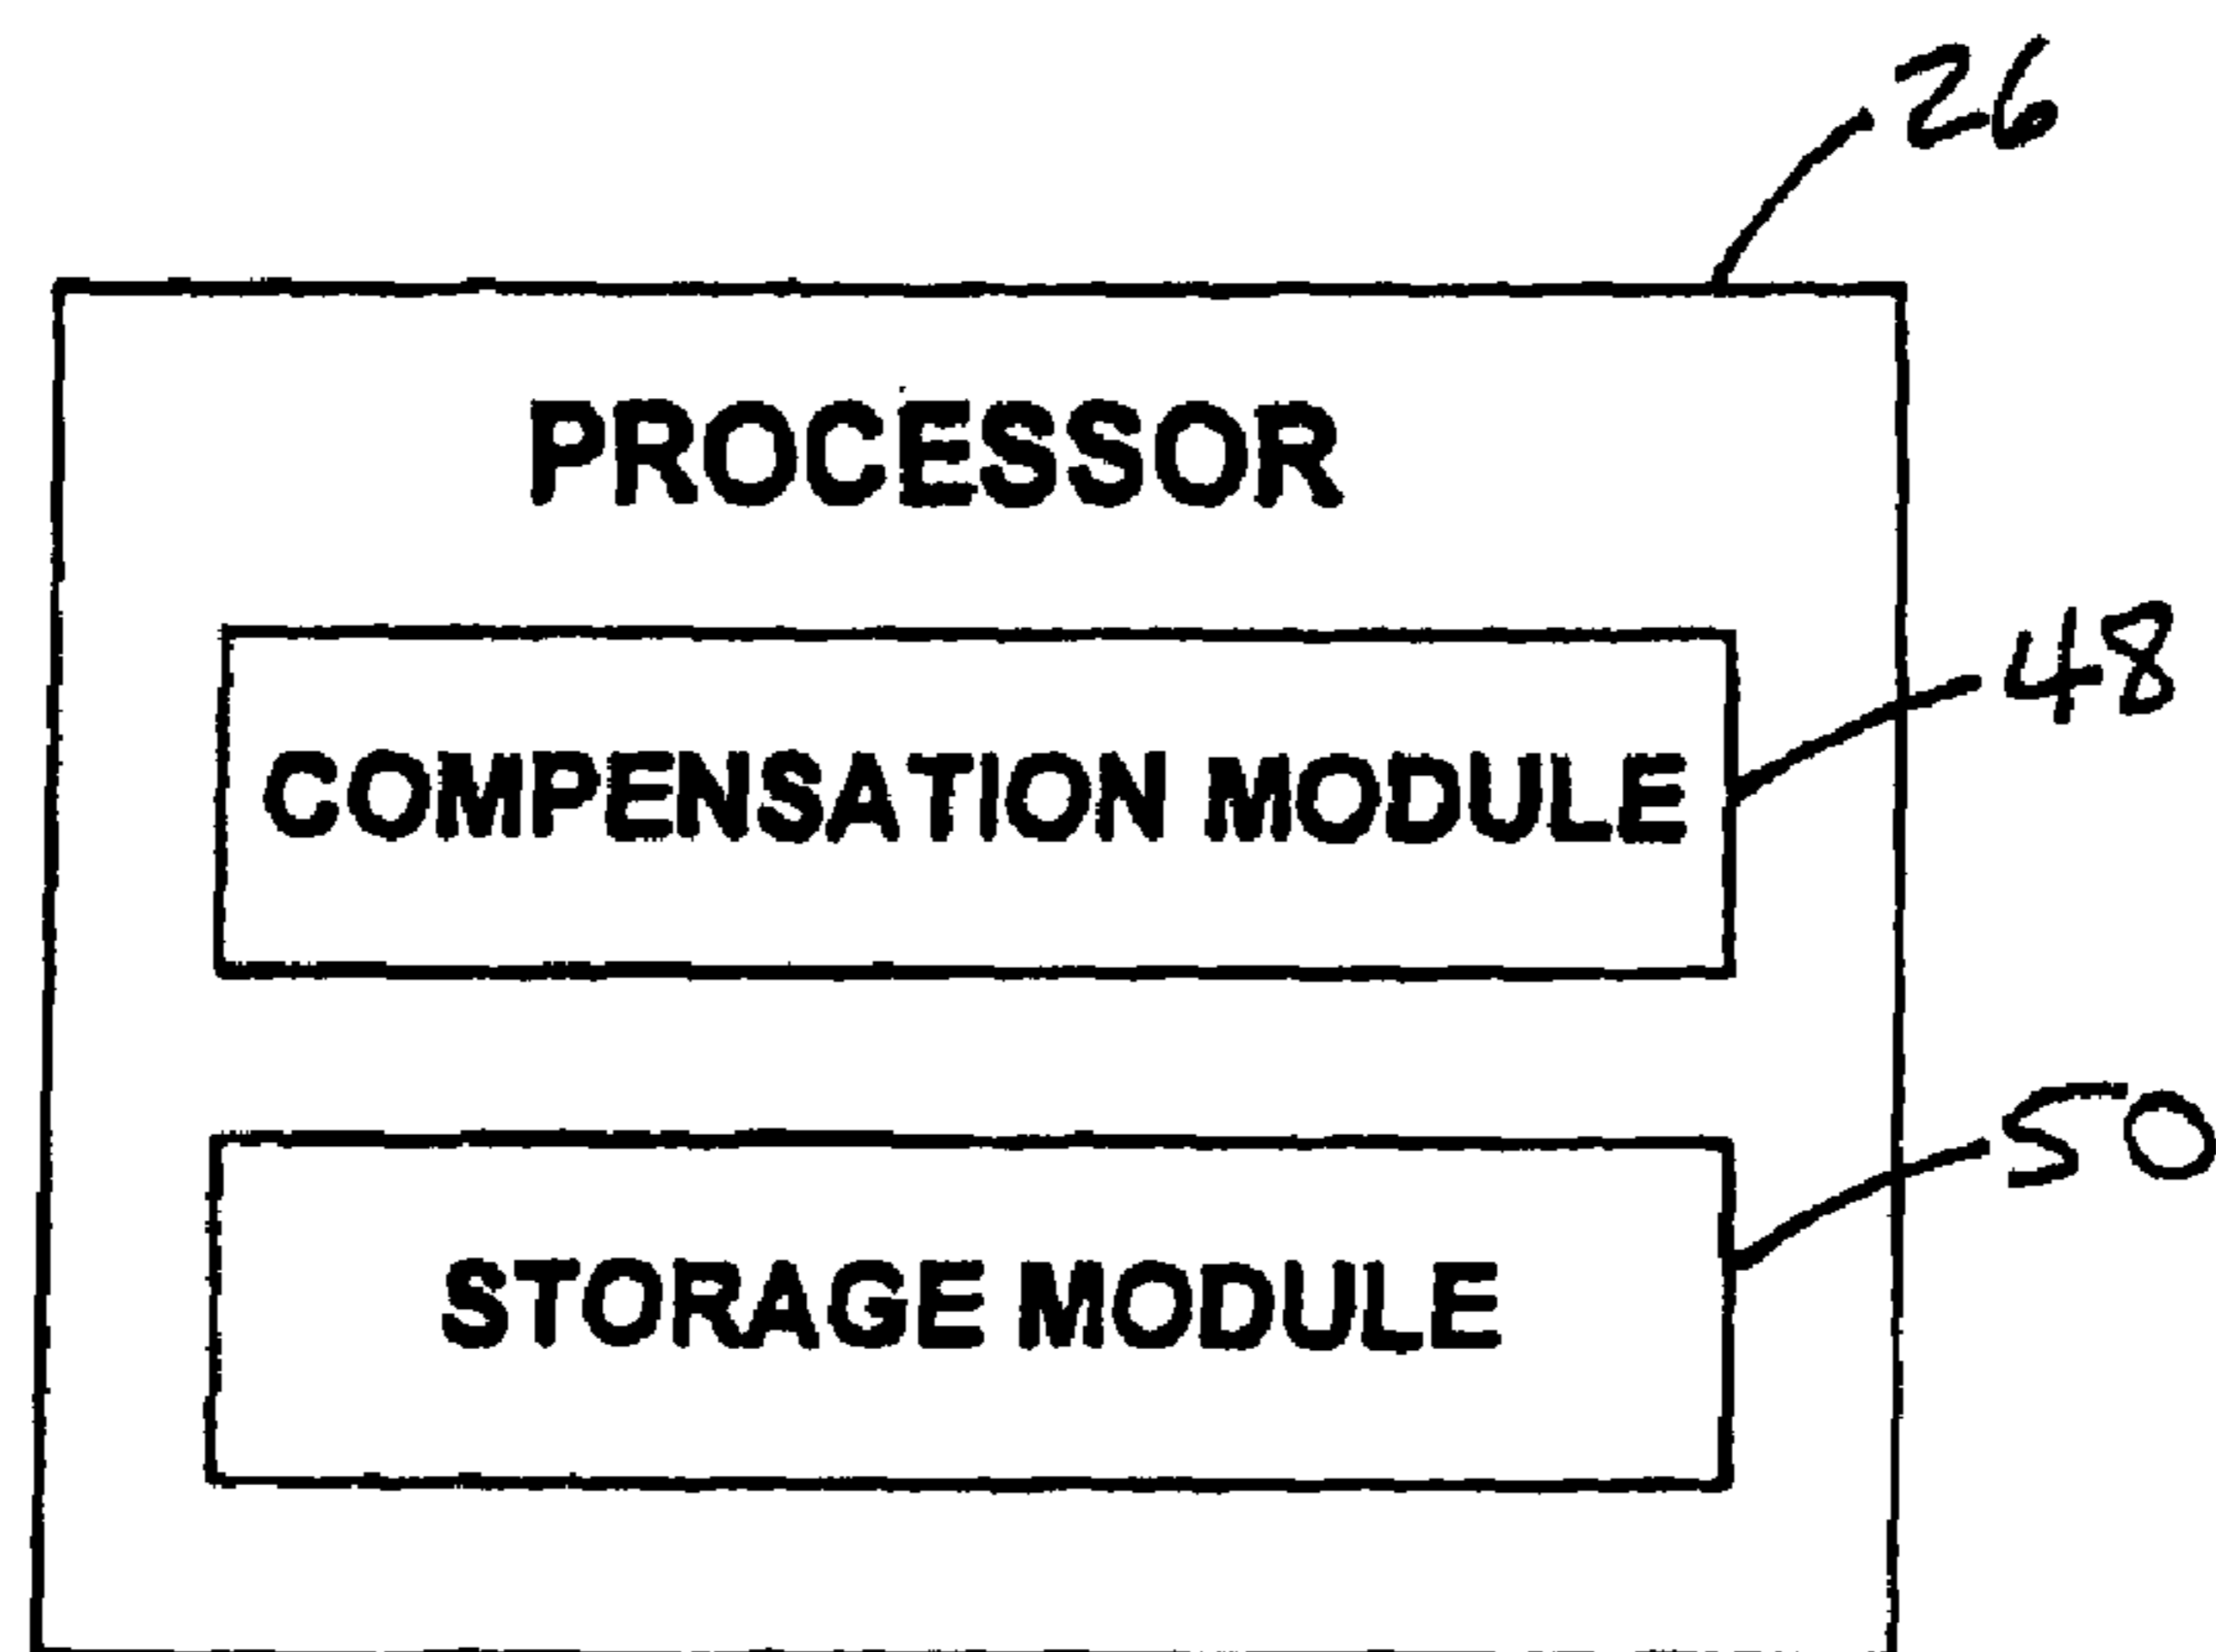 26
PROCESSOR
48
COMPENSATION MODULE
50
STORAGE MODULE